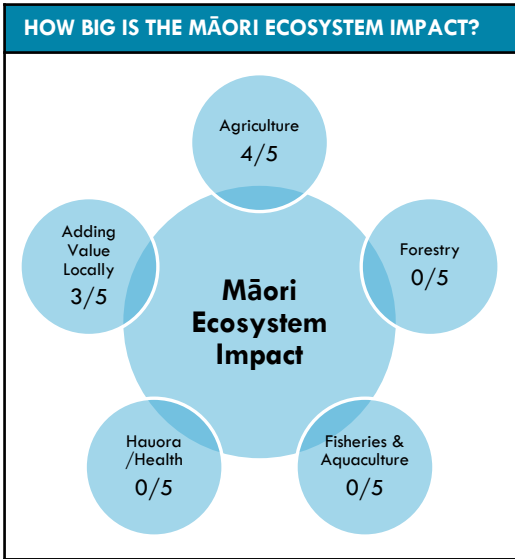 HOW BIG IS THE MĀORI ECOSYSTEM IMPACT?
Agriculture
4/5
Adding
Value
Locally
3/5
Forestry
0/5
Māori
Ecosystem
Impact
Hauora
/Health
0/5
Fisheries &
Aquaculture
0/5